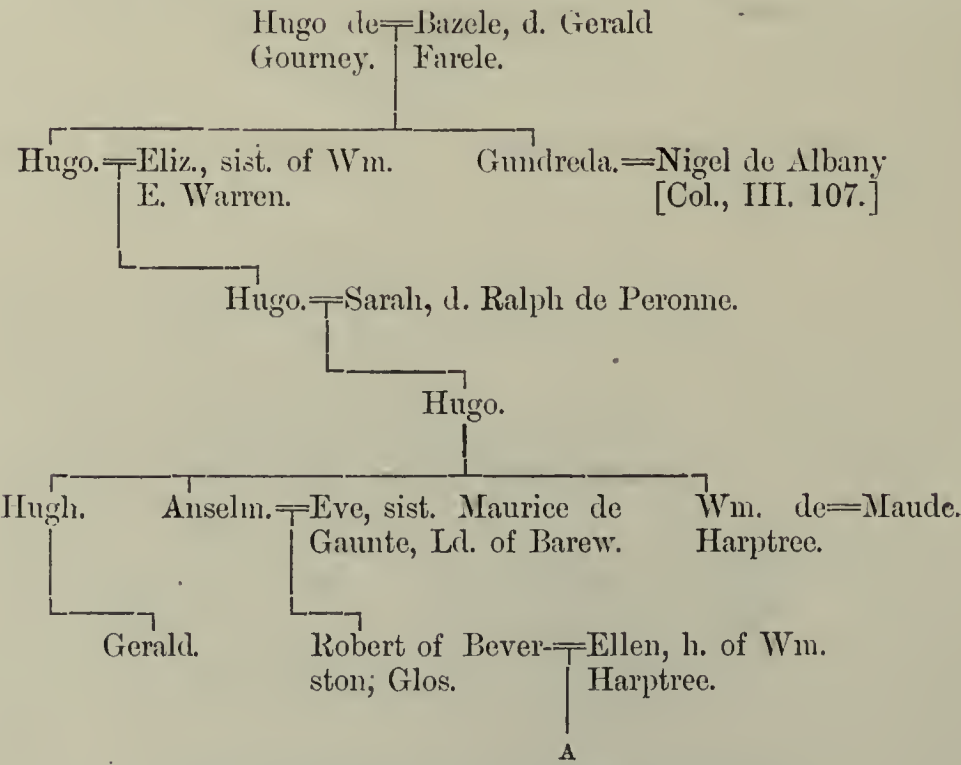 Hugo de=Bazele, d. Gerald
Gourney. Farele.
Hugo.=Eliz., sist. of Wm.
E. Warren.
Gundreda.=Nigel de Albany
[Col., III. 107.]
Hugo.=Sarah, d. Ralph de Peronne.
Hugo.
Hugh.
Anselm.=Eve, sist. Maurice de
Gaunte, Ld. of Barew.
Wm. de=Maude.
Harptree.
Gerald.
Robert of Bever-=Ellen, h. of Wm.
ston; Glos. Harptree.
A